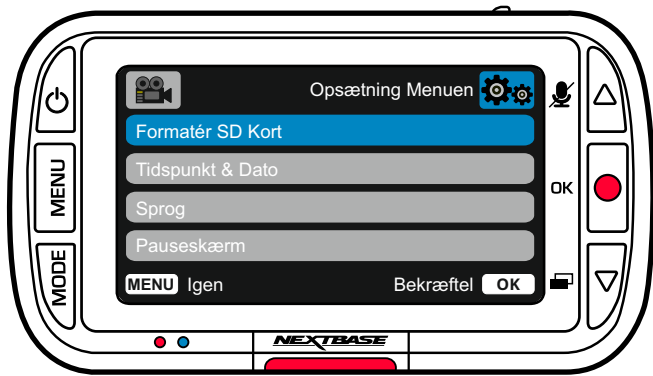 Opsætning Menuen
Formatér SD Kort
Tidspunkt & Dato
Sprog
Pauseskærm
MENU Igen Bekræftel OK
MENU
MODE
OK
NEXTBASE